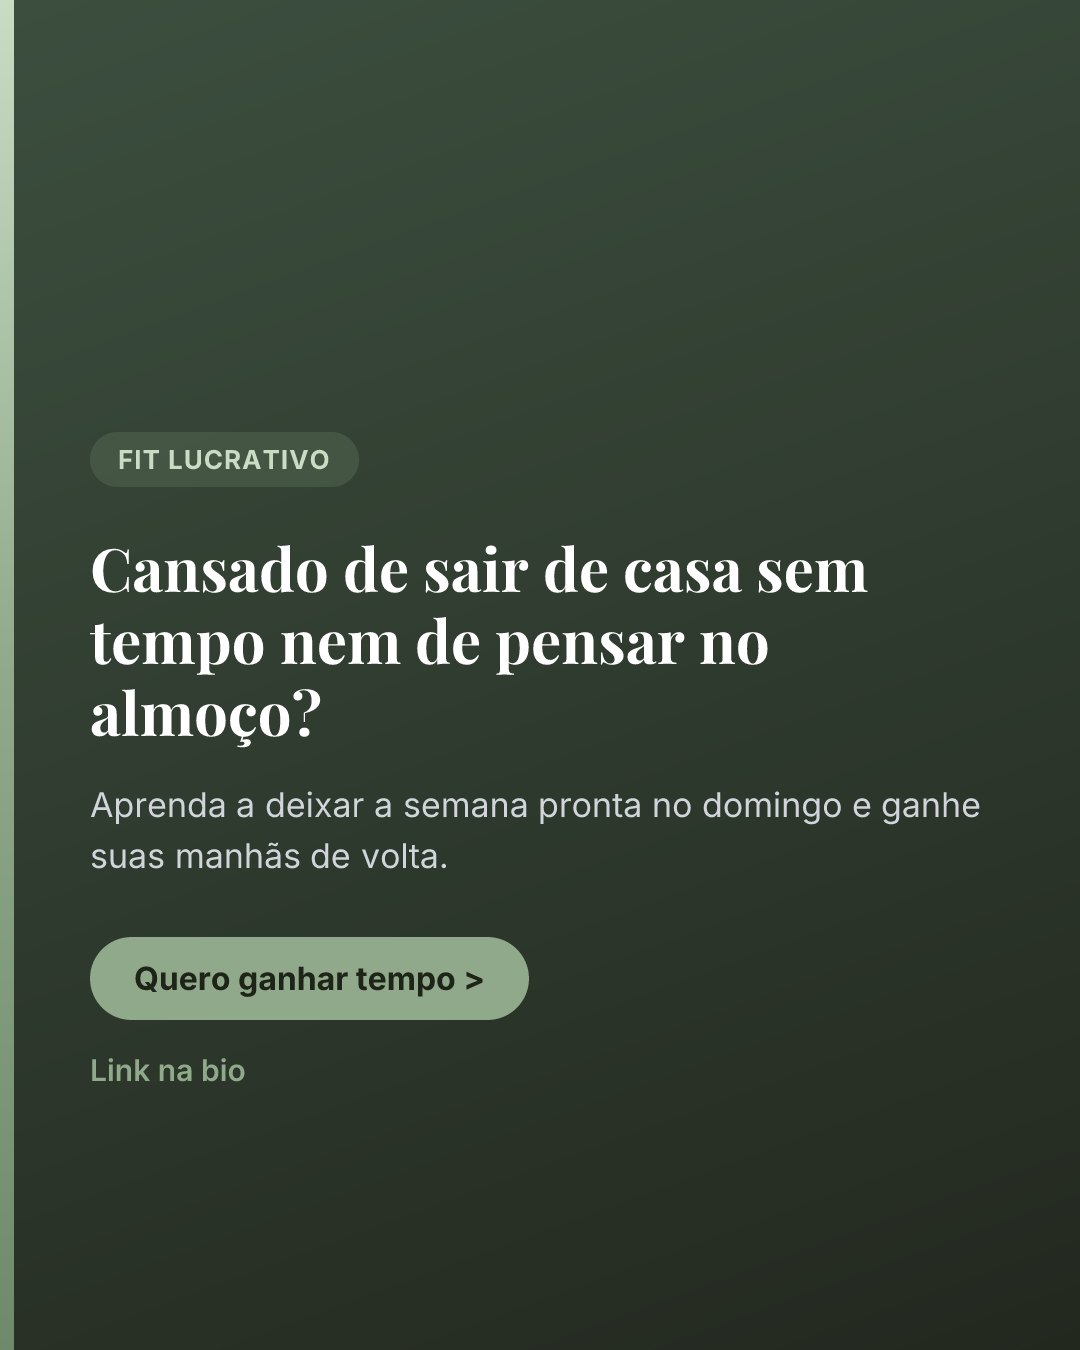 FIT LUCRATIVO
Cansado de sair de casa sem
tempo nem de pensar no
almoço?
Aprenda a deixar a semana pronta no domingo e ganhe
suas manhãs de volta.
Quero ganhar tempo >
Link na bio